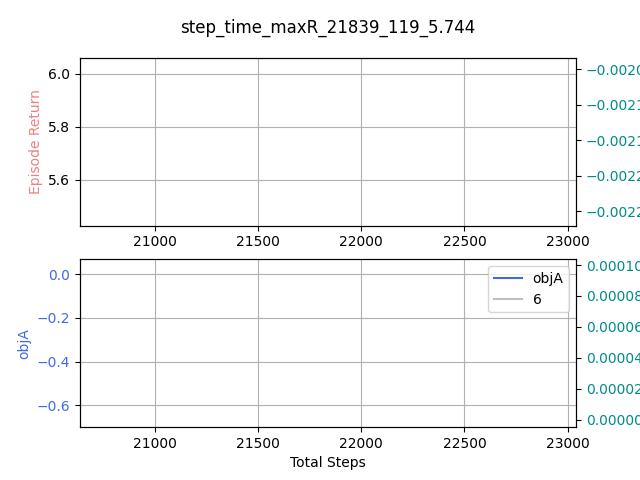 step_time_maxR_21839_119_5.744
6.0
5.8
5.6
Episode Return
−0.0020
−0.0021
−0.0021
−0.0022
−0.0022
21000 21500 22000 22500 23000
0.0
−0.2
−0.4
−0.6
objA
objA
6
0.00010
0.00008
0.00006
0.00004
0.00002
0.00000
21000 21500 22000 22500 23000
Total Steps